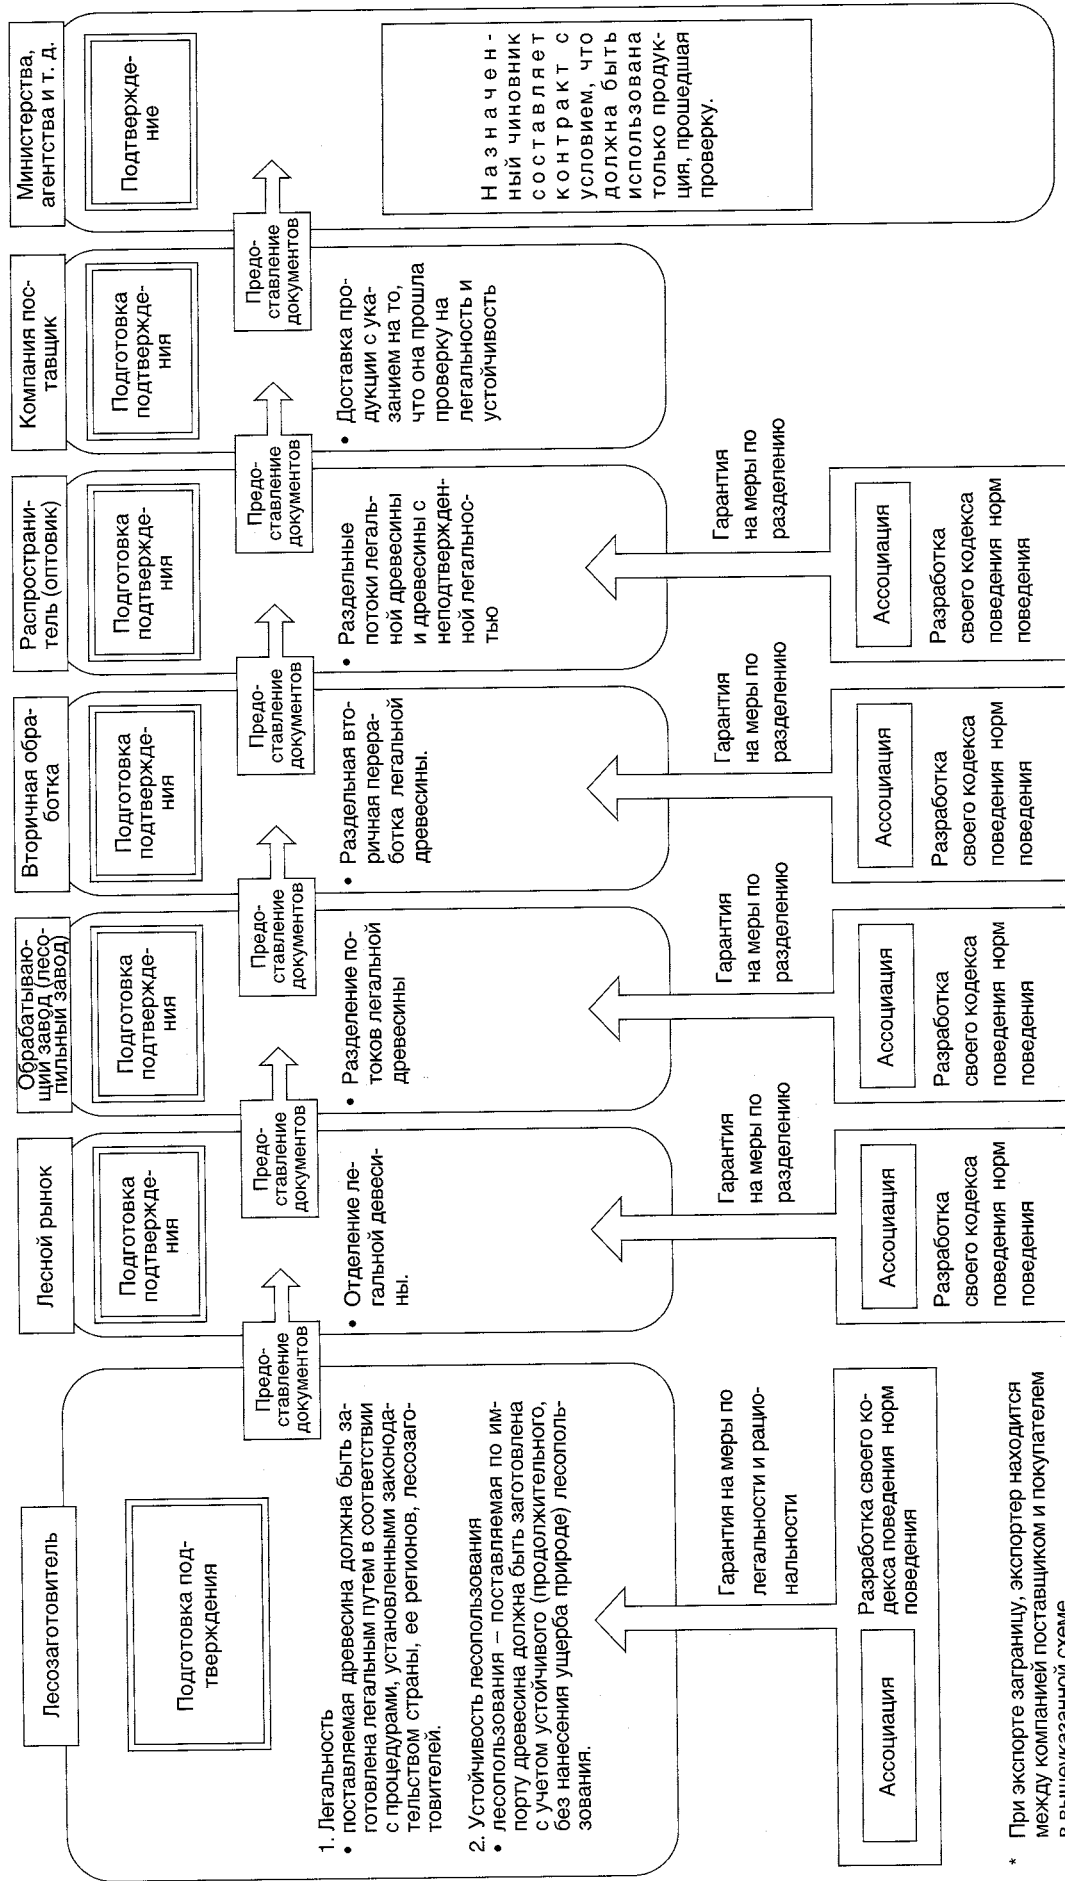 Лесозаготовитель
Подготовка под-
тверждения
1. Легальность
• поставляемая древесина должна быть за-
готовлена легальным путем в соответствии
с процедурами, установленными законода-
тельством страны, ее регионов, лесозаго-
товителей.
2. Устойчивость лесопользования
• лесопользования – поставляемая по им-
порту древесина должна быть заготовлена
с учетом устойчивого (продолжительного,
без нанесения ущерба природе) лесополь-
зования.
Предо-
ставление
документов
Гарантия на меры по
легальности и рацио-
нальности
Ассоциация
Разработка своего ко-
декса поведения норм
поведения
Лесной рынок
Подготовка
подтвержде-
ния
Предо-
ставление
документов
• Отделение ле-
гальной девеси-
ны.
Гарантия
на меры по
разделению
Ассоциация
Разработка
своего кодекса
поведения норм
поведения
Обрабатываю-
щий завод (лесо-
пильный завод)
Подготовка
подтвержде-
ния
Предо-
ставление
документов
• Разделение по-
токов легальной
древесины
Гарантия
на меры по
разделению
Ассоциация
Разработка
своего кодекса
поведения норм
поведения
Вторичная обра-
ботка
Подготовка
подтвержде-
ния
Предо-
ставление
документов
• Раздельная вто-
ричная перера-
ботка легальной
древесины.
Гарантия
на меры по
разделению
Ассоциация
Разработка
своего кодекса
поведения норм
поведения
Распространи-
тель (оптовик)
Подготовка
подтвержде-
ния
Предо-
ставление
документов
• Раздельные
потоки легаль-
ной древесины
и древесины с
неподтвержден-
ной легальнос-
тью
Гарантия
на меры по
разделению
Ассоциация
Разработка
своего кодекса
поведения норм
поведения
Компания пос-
тавщик
Подготовка
подтвержде-
ния
Предо-
ставление
документов
• Доставка про-
дукции с ука-
занием на то,
что она прошла
проверку на
легальность и
устойчивость
Министерства,
агентства и т. д.
Подтвержде-
ние
Назначен-
ный чиновник
составляет
контракт с
условием, что
должна быть
использована
только продук-
ция, прошедшая
проверку.
* При экспорте заграницу, экспортер находится
между компанией поставщиком и покупателем
в вышеуказанной схеме